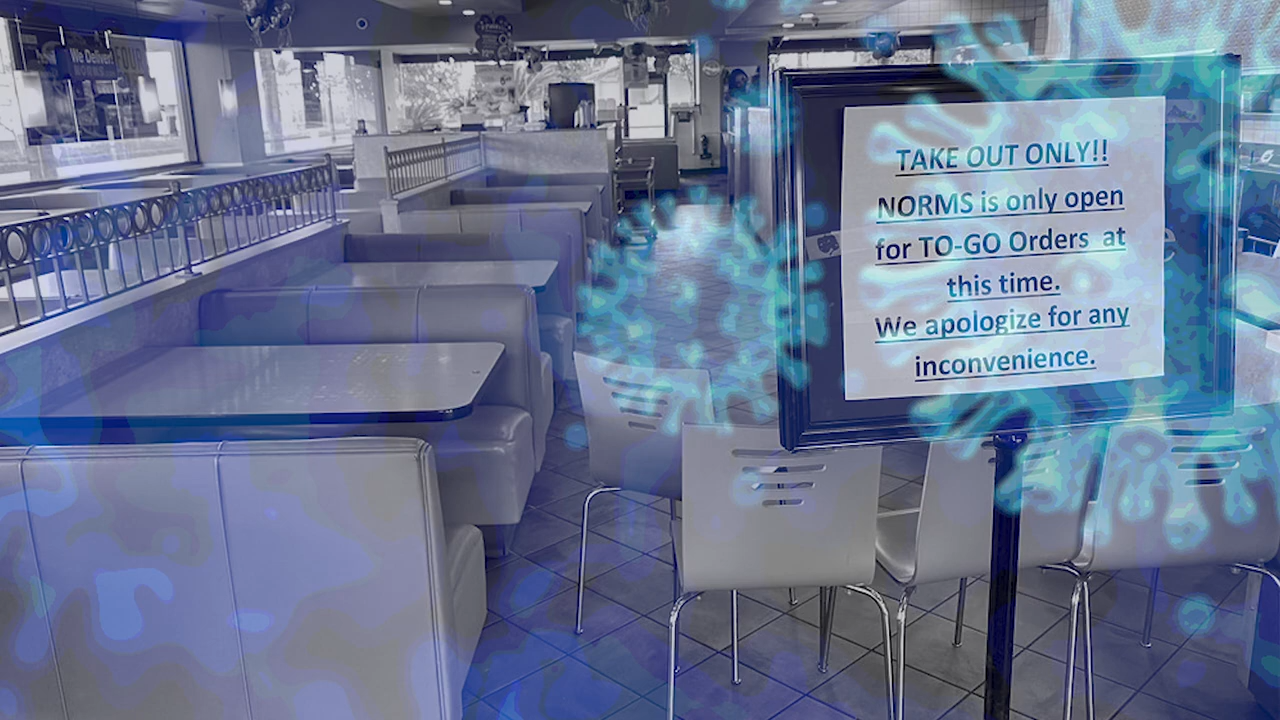 We Deliver!
TAKE OUT ONLY!!
NORMS is only open
for TO-GO Orders at
this time.
We apologize for any
inconvenience.